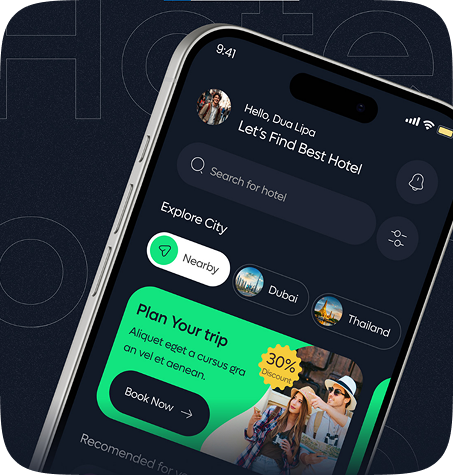 Hote
9:41
Hello, Dua Lipa
Let's Find Best Hotel
Search for hotel
Explore City
Nearby
Dubai
Thailand
Plan Your trip
Aliquet eget a cursus gra
an vel et aenean.
30%
Discount
Book Now
Recomended for